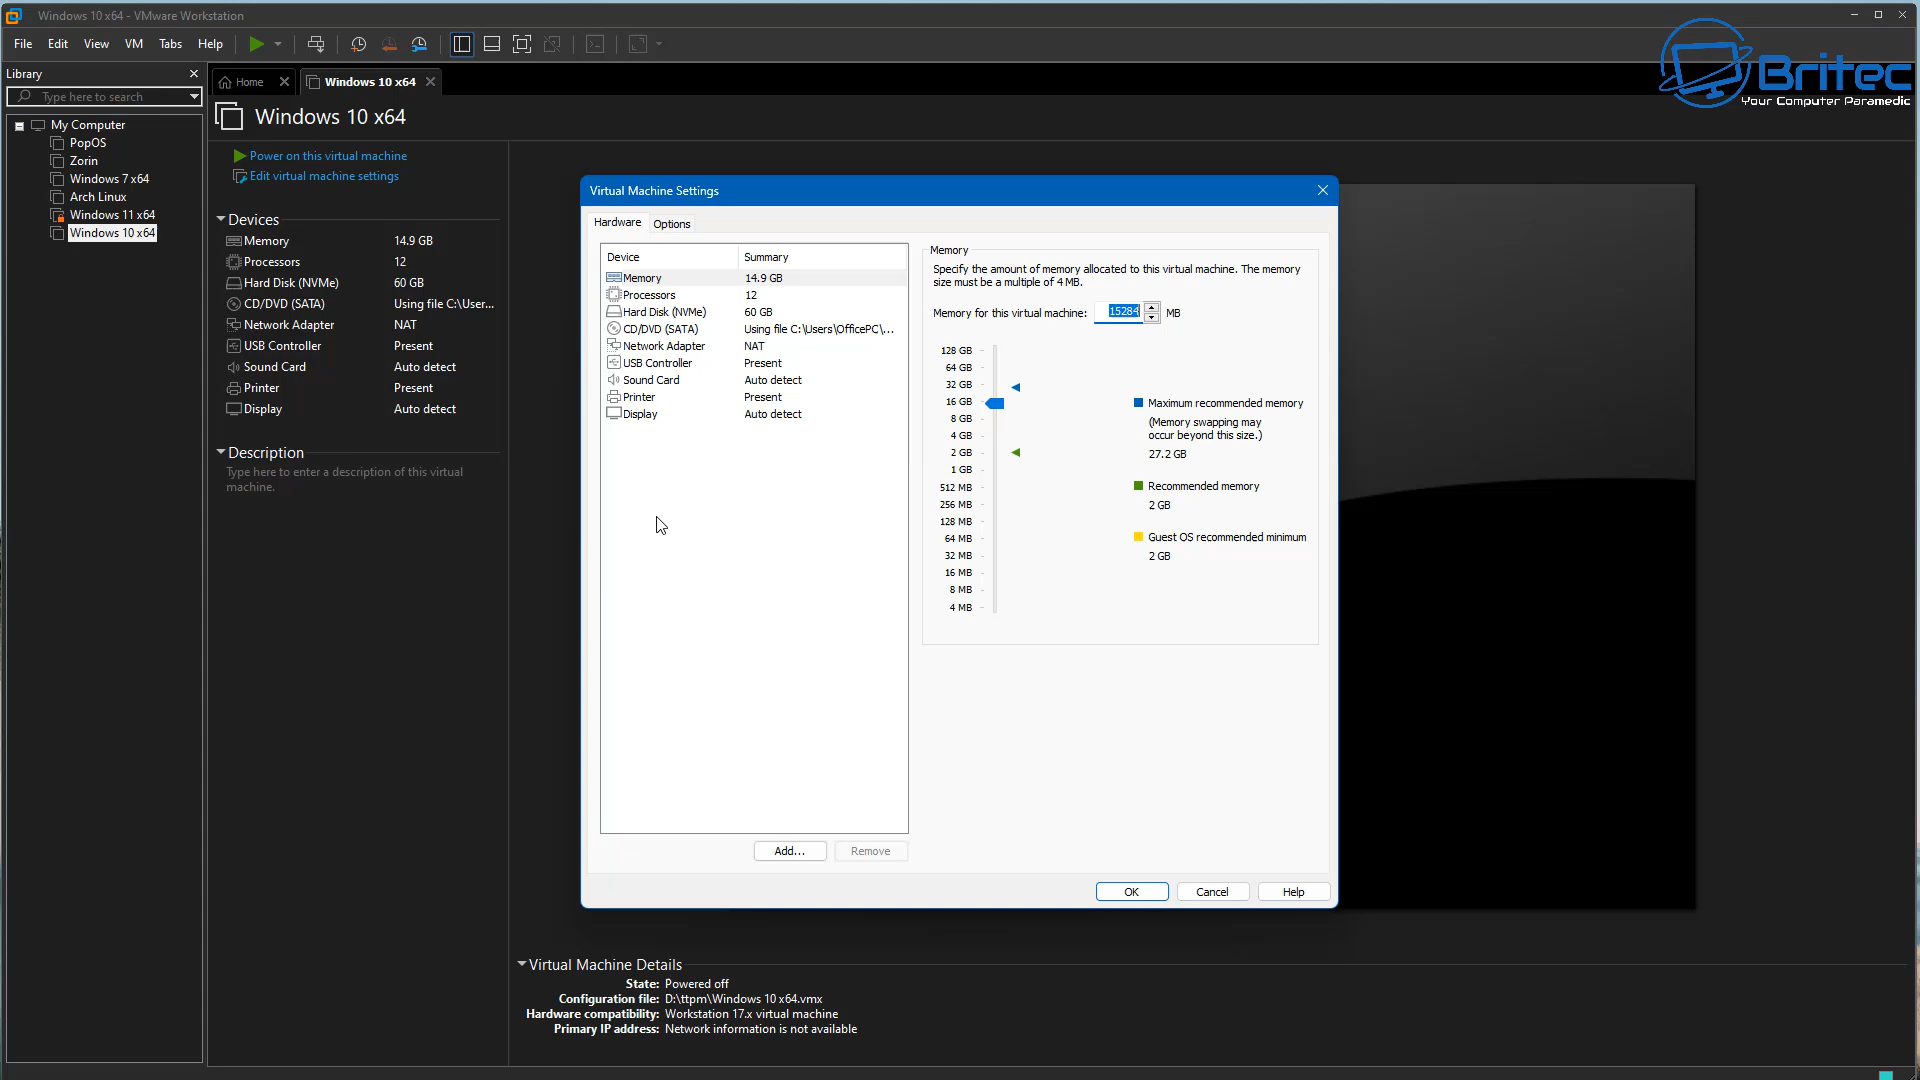 Windows 10 x64 - VMware Workstation
File Edit View VM Tabs Help
Britec
Your Computer Paramedic
Library
Type here to search
My Computer
PopOS
Zorin
Windows 7 x64
Arch Linux
Windows 11 x64
Windows 10 x64
Home
Windows 10 x64
Windows 10 x64
Power on this virtual machine
Edit virtual machine settings
Devices
Memory 14.9 GB
Processors 12
Hard Disk (NVMe) 60 GB
CD/DVD (SATA) Using file C:\User...
Network Adapter NAT
USB Controller Present
Sound Card Auto detect
Printer Present
Display Auto detect
Description
Type here to enter a description of this virtual
machine.
Virtual Machine Settings
Hardware Options
Device Summary
Memory 14.9 GB
Processors 12
Hard Disk (NVMe) 60 GB
CD/DVD (SATA) Using file C:\Users\OfficePC\...
Network Adapter NAT
USB Controller Present
Sound Card Auto detect
Printer Present
Display Auto detect
Add... Remove
Memory
Specify the amount of memory allocated to this virtual machine. The memory
size must be a multiple of 4 MB.
Memory for this virtual machine: 15284 MB
128 GB
64 GB
32 GB
16 GB
8 GB
4 GB
2 GB
1 GB
512 MB
256 MB
128 MB
64 MB
32 MB
16 MB
8 MB
4 MB
Maximum recommended memory
(Memory swapping may
occur beyond this size.)
27.2 GB
Recommended memory
2 GB
Guest OS recommended minimum
2 GB
OK Cancel Help
Virtual Machine Details
State: Powered off
Configuration file: D:\ttpm\Windows 10 x64.vmx
Hardware compatibility: Workstation 17.x virtual machine
Primary IP address: Network information is not available